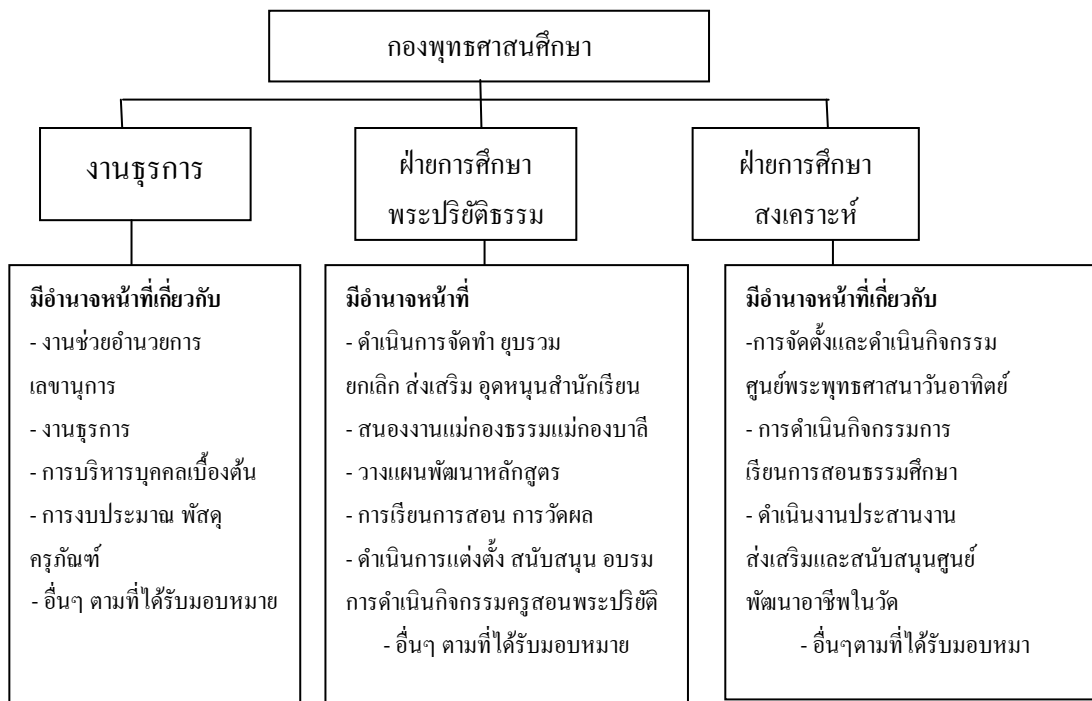 กองพุทธศาสนศึกษา
งานธุรการ
ฝ่ายการศึกษา
พระปริยัติธรรม
ฝ่ายการศึกษา
สงเคราะห์
มีอำนาจหน้าที่เกี่ยวกับ
- งานช่วยอำนวยการ
เลขานุการ
- งานธุรการ
- การบริหารบุคคลเบื้องต้น
- การงบประมาณ พัสดุ
ครุภัณฑ์
- อื่นๆ ตามที่ได้รับมอบหมาย
มีอำนาจหน้าที่
- ดำเนินการจัดทำ ยุบรวม
ยกเลิก ส่งเสริม อุดหนุนสำนักเรียน
- สนองงานแม่กองธรรมแม่กองบาลี
- วางแผนพัฒนาหลักสูตร
- การเรียนการสอน การวัดผล
- ดำเนินการแต่งตั้ง สนับสนุน อบรม
การดำเนินกิจกรรมครูสอนพระปริยัติ
- อื่นๆ ตามที่ได้รับมอบหมาย
มีอำนาจหน้าที่เกี่ยวกับ
-การจัดตั้งและดำเนินกิจกรรม
ศูนย์พระพุทธศาสนาวันอาทิตย์
- การดำเนินกิจกรรมการ
เรียนการสอนธรรมศึกษา
- ดำเนินงานประสานงาน
ส่งเสริมและสนับสนุนศูนย์
พัฒนาอาชีพในวัด
- อื่นๆตามที่ได้รับมอบหมา